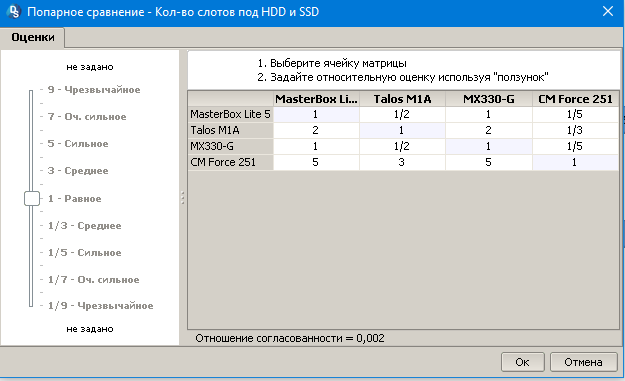 Попарное сравнение - Кол-во слотов под HDD и SSD
Оценки
не задано
9 - Чрезвычайное
7 - Оч. сильное
5 - Сильное
3 - Среднее
1 - Равное
1/3 - Среднее
1/5 - Сильное
1/7 - Оч. сильное
1/9 - Чрезвычайное
не задано
1. Выберите ячейку матрицы
2. Задайте относительную оценку используя "ползунок"
MasterBox Li... Talos M1A MX330-G CM Force 251
MasterBox Lite 5 1 1/2 1 1/5
Talos M1A 2 1 2 1/3
MX330-G 1 1/2 1 1/5
CM Force 251 5 3 5 1
Отношение согласованности = 0,002
Ок Отмена